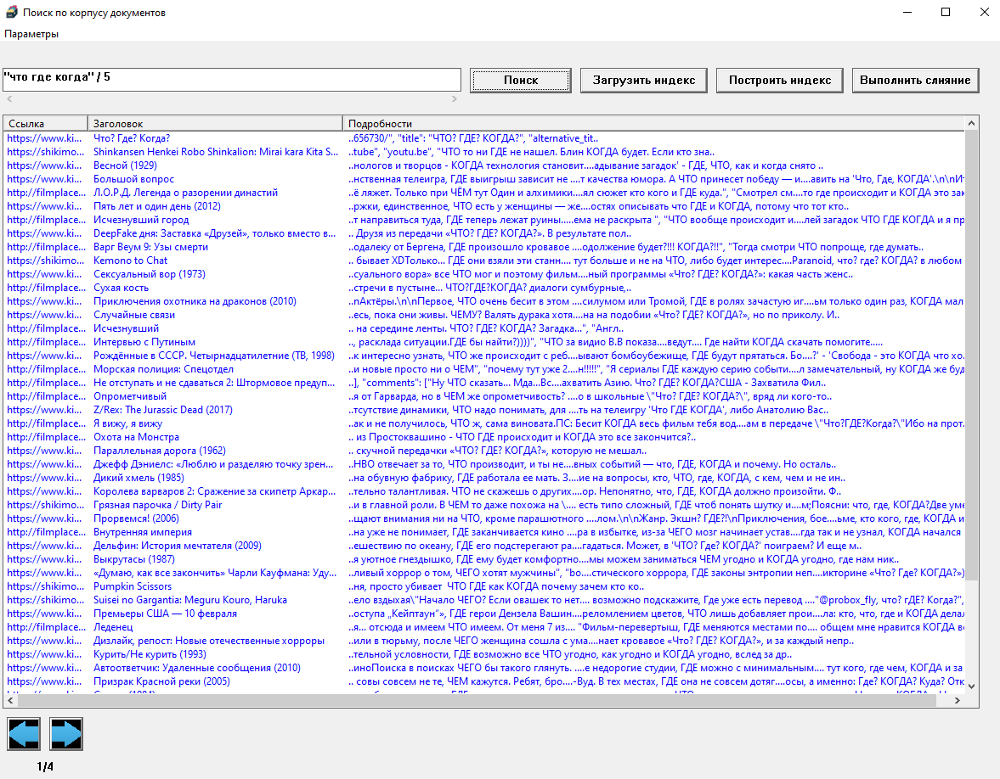 Поиск по корпусу документов
Параметры
"что где когда" / 5
Поиск
Загрузить индекс
Построить индекс
Выполнить слияние
Ссылка Заголовок Подробности
https://www.ki... Что? Где? Когда? ..656730/", "title": "ЧТО? ГДЕ? КОГДА?", "alternative_tit..
https://shikimo... Shinkansen Henkei Robo Shinkalion: Mirai kara Kita S... ..tube", "youtu.be", "ЧТО то ни ГДЕ не нашел. Блин КОГДА будет. Если кто зна..
https://www.ki... Весной (1929) ..нологов и творцов - КОГДА технология становит....адывание загадок' - ГДЕ, ЧТО, как и когда снято ..
https://www.ki... Большой вопрос ..нственная телеигра, ГДЕ выигрыш зависит не ....т качества юмора. А ЧТО принесет победу — и....авить на 'Что, Где, КОГДА'.\n\nИт
http://filmplace... Л.О.Р.Д. Легенда о разорении династий ..ё ляжет. Только при ЧЁМ тут Один и алхимики....ял сюжет кто кого и ГДЕ куда.", "Смотрел см....то где происходит и КОГДА это зак
https://www.ki... Пять лет и один день (2012) ..ржки, единственное, ЧТО есть у женщины — же....остях описывать что ГДЕ и КОГДА, потому что тот кто..
http://filmplace... Исчезнувший город ..т направиться туда, ГДЕ теперь лежат руины.....ема не раскрыта ", "ЧТО вообще происходит и....лей загадок ЧТО ГДЕ КОГДА и я пр
https://www.ki... DeepFake дня: Заставка «Друзей», только вместо в... .. Друзя из передачи «ЧТО? ГДЕ? КОГДА?». В результате пол..
http://filmplace... Варг Веум 9: Узы смерти ..одалеку от Бергена, ГДЕ произошло кровавое ....одолжение будет?!!! КОГДА?!!", "Тогда смотри ЧТО попроще, где думать..
https://shikimo... Kemono to Chat .. бывает XDТолько... ГДЕ они взяли эти станн.... тут больше и не на ЧТО, либо будет интерес....Paranoid, что? где? КОГДА? в любом
https://www.ki... Сексуальный вор (1973) ..суального вора» все ЧТО мог и поэтому фильм....ный программы «Что? ГДЕ? КОГДА?»: какая часть женс..
http://filmplace... Сухая кость ..стречи в пустыне... ЧТО?ГДЕ?КОГДА? диалоги сумбурные,..
https://www.ki... Приключения охотника на драконов (2010) ..nАктёры.\n\nПервое, ЧТО очень бесит в этом ....силумом или Тромой, ГДЕ в ролях зачастую иг....ьм только один раз, КОГДА мал
http://filmplace... Случайные связи ..есь, пока они живы. ЧЕМУ? Валять дурака хотя....на на подобии «Что? ГДЕ? КОГДА?», но по приколу. И..
http://filmplace... Исчезнувший .. на середине ленты. ЧТО? ГДЕ? КОГДА? Загадка...", "Англ..
http://filmplace... Интервью с Путиным .., расклада ситуации.ГДЕ бы найти?))))", "ЧТО за видио В.В показа....ведут.... Где найти КОГДА скачать помогите.....
https://www.ki... Рождённые в СССР. Четырнадцатилетние (ТВ, 1998) ..к интересно узнать, ЧТО же происходит с реб....ывают бомбоубежище, ГДЕ будут прятаться. Бо....?' - 'Свобода - это КОГДА что хо..
http://filmplace... Морская полиция: Спецотдел ..и новые просто ни о ЧЕМ", "почему тут уже 2....н!!!!!", "Я сериалы ГДЕ каждую серию событи....л замечательный, ну КОГДА же буд
http://filmplace... Не отступать и не сдаваться 2: Штормовое предуп... ..], "comments": ["Ну ЧТО сказать... Мда...Вс....ахватить Азию. Что? ГДЕ? КОГДА?США - Захватила Фил..
http://filmplace... Опрометчивый ..я от Гарварда, но в ЧЕМ же опрометчивость? ....о в школьные \"Что? ГДЕ? КОГДА?\", вряд ли кого-то..
https://www.ki... Z/Rex: The Jurassic Dead (2017) ..тсутствие динамики, ЧТО надо понимать, для ....ть на телеигру 'Что ГДЕ КОГДА', либо Анатолию Вас..
http://filmplace... Я вижу, я вижу ..ак и не получилось, ЧТО ж, сама виновата.ПС: Бесит КОГДА весь фильм тебя вод....ам в передаче \"Что?ГДЕ?Когда?\"Ибо на прот.
http://filmplace... Охота на Монстра .. из Простоквашино - ЧТО ГДЕ происходит и КОГДА это все закончится?..
https://www.ki... Параллельная дорога (1962) .. скучной передачки «ЧТО? ГДЕ? КОГДА?», которую не мешал..
https://www.ki... Джефф Дэниелс: «Люблю и разделяю точку зрен... ..НВО отвечает за то, ЧТО производит, и ты не....вных событий — что, ГДЕ, КОГДА и почему. Но осталь..
https://www.ki... Дикий хмель (1985) ..на обувную фабрику, ГДЕ работала ее мать. З....ие на вопросы, кто, ЧТО, где, КОГДА, с кем, чем и не ин..
https://www.ki... Королева варваров 2: Сражение за скипетр Аркар... ..тельно талантливая. ЧТО не скажешь о других....ор. Непонятно, что, ГДЕ, КОГДА должно произойти. Ф..
https://shikimo... Грязная парочка / Dirty Pair ..и в главной роли. В ЧЕМ то даже похожа на \.... есть типо сложный, ГДЕ чтоб понять шутку и....м;Поясни: что, где, КОГДА?Две уме
https://www.ki... Прорвемся! (2006) ..щают внимания ни на ЧТО, кроме парашютного ....лом.\n\nЖанр. Экшн? ГДЕ?!\nПриключения, бое....ьме, кто кого, где, КОГДА и
http://filmplace... Внутренняя империя ..на уже не понимает, ГДЕ заканчивается кино ....ра в избытке, из-за ЧЕГО мозг начинает устав....гда так и не узнал, КОГДА начался
https://www.ki... Дельфин: История мечтателя (2009) ..ешествию по океану, ГДЕ его подстерегают ра....гадаться. Может, в 'ЧТО? Где? КОГДА?' поиграем? И еще м..
https://www.ki... Выкрутасы (1987) ..я уютное гнездышко, ГДЕ ему будет комфортно....мы можем заниматься ЧЕМ угодно и КОГДА угодно, где нам ник..
https://www.ki... «Думаю, как все закончить» Чарли Кауфмана: Уду... ..ливый хоррор о том, ЧЕГО хотят мужчины", "bo....стического хоррора, ГДЕ законы энтропии неп....икторине «Что? Где? КОГДА?»)
https://shikimo... Pumpkin Scissors ..ня, просто убивает ЧТО ГДЕ как КОГДА почему зачем кто ко..
https://shikimo... Suisei no Gargantia: Meguru Kouro, Haruka ..ело вздыхая\"Начало ЧЕГО? Если овашек то нет.... возможно подскажите, Где уже есть перевод ...."@probox_fly, что? гДЕ? Когда?",
https://www.ki... Премьеры США — 10 февраля ..оступа „Кейптаун“», ГДЕ герои Дензела Вашин....реломлением цветов, ЧТО лишь добавляет прои....ла: кто, что, где и КОГДА делал
http://filmplace... Леденец ..я... отсюда и имеем ЧТО имеем. От меня 7 из.... "Фильм-перевертыш, ГДЕ меняются местами по.... общем мне нравится КОГДА в
https://www.ki... Дизлайк, репост: Новые отечественные хорроры ..или в тюрьму, после ЧЕГО женщина сошла с ума....нает кровавое «Что? ГДЕ? КОГДА?», и за каждый непр..
https://www.ki... Курить/Не курить (1993) ..тельной условности, ГДЕ возможно все ЧТО угодно, как угодно и КОГДА угодно, вслед за др..
https://www.ki... Автоответчик: Удаленные сообщения (2010) ..иноПоиска в поисках ЧЕГО бы такого глянуть. ....е недорогие студии, ГДЕ можно с минимальным.... тут кого, где чем, КОГДА и за
https://www.ki... Призрак Красной реки (2005) .. совы совсем не те, ЧЕМ кажутся. Ребят, бро....-Вуд. В тех местах, ГДЕ она не совсем дотяг....осы, а именно: Где? КОГДА? Куда? Отк
1/4